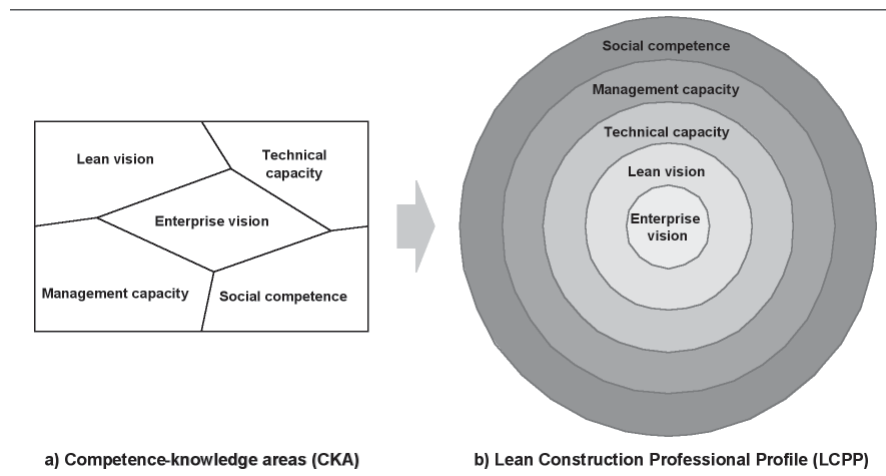 Lean vision
Technical
capacity
Enterprise vision
Management capacity
Social competence
a) Competence-knowledge areas (CKA)
Social competence
Management capacity
Technical capacity
Lean vision
Enterprise
vision
b) Lean Construction Professional Profile (LCPP)